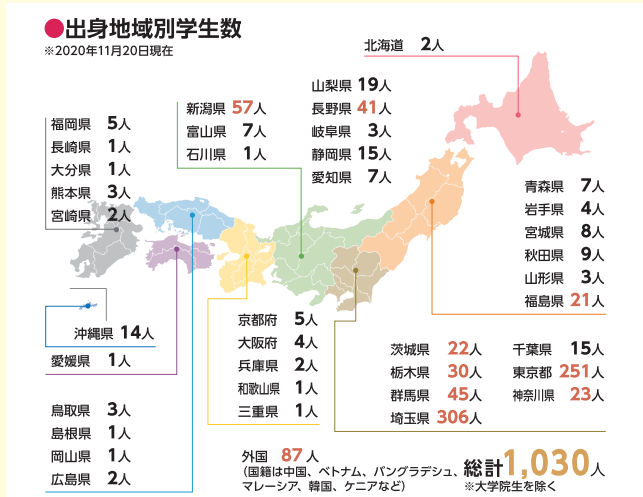 ●出身地域別学生数
※2020年11月20日現在
北海道 2人
新潟県 57人
富山県 7人
石川県 1人
山梨県 19人
長野県 41人
岐阜県 3人
静岡県 15人
愛知県 7人
福岡県 5人
長崎県 1人
大分県 1人
熊本県 3人
宮崎県 2人
青森県 7人
岩手県 4人
宮城県 8人
秋田県 9人
山形県 3人
福島県 21人
沖縄県 14人
愛媛県 1人
京都府 5人
大阪府 4人
兵庫県 2人
和歌山県 1人
三重県 1人
茨城県 22人
栃木県 30人
群馬県 45人
埼玉県 306人
千葉県 15人
東京都 251人
神奈川県 23人
鳥取県 3人
島根県 1人
岡山県 1人
広島県 2人
外国 87人
(国籍は中国、ベトナム、バングラデシュ、
マレーシア、韓国、ケニアなど)
総計1,030人
※大学院生を除く